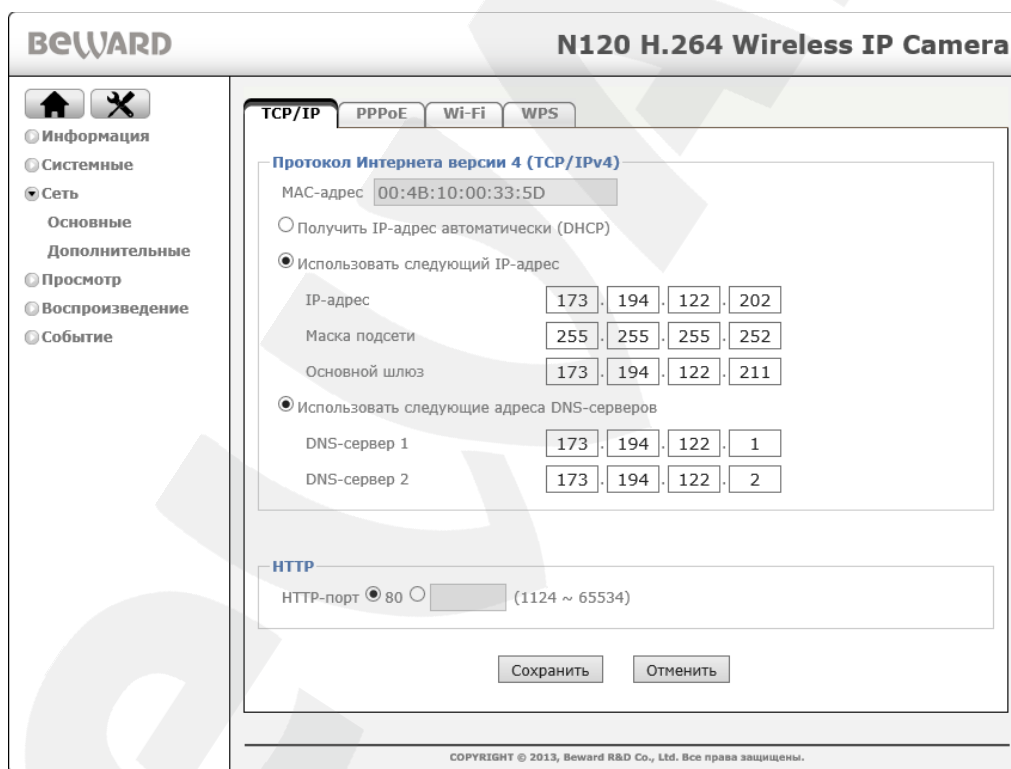 BEWARD
N120 H.264 Wireless IP Camera
Информация
Системные
Сеть
Основные
Дополнительные
Просмотр
Воспроизведение
Событие
TCP/IP PPPoE Wi-Fi WPS
Протокол Интернета версии 4 (TCP/IPv4)
МАС-адрес 00:4B:10:00:33:5D
Получить IP-адрес автоматически (DHCP)
Использовать следующий IP-адрес
IP-адрес 173 . 194 . 122 . 202
Маска подсети 255 . 255 . 255 . 252
Основной шлюз 173 . 194 . 122 . 211
Использовать следующие адреса DNS-серверов
DNS-сервер 1 173 . 194 . 122 . 1
DNS-сервер 2 173 . 194 . 122 . 2
HTTP
HTTP-порт 80 (1124 ~ 65534)
Сохранить Отменить
COPYRIGHT © 2013, Beward R&D Co., Ltd. Все права защищены.